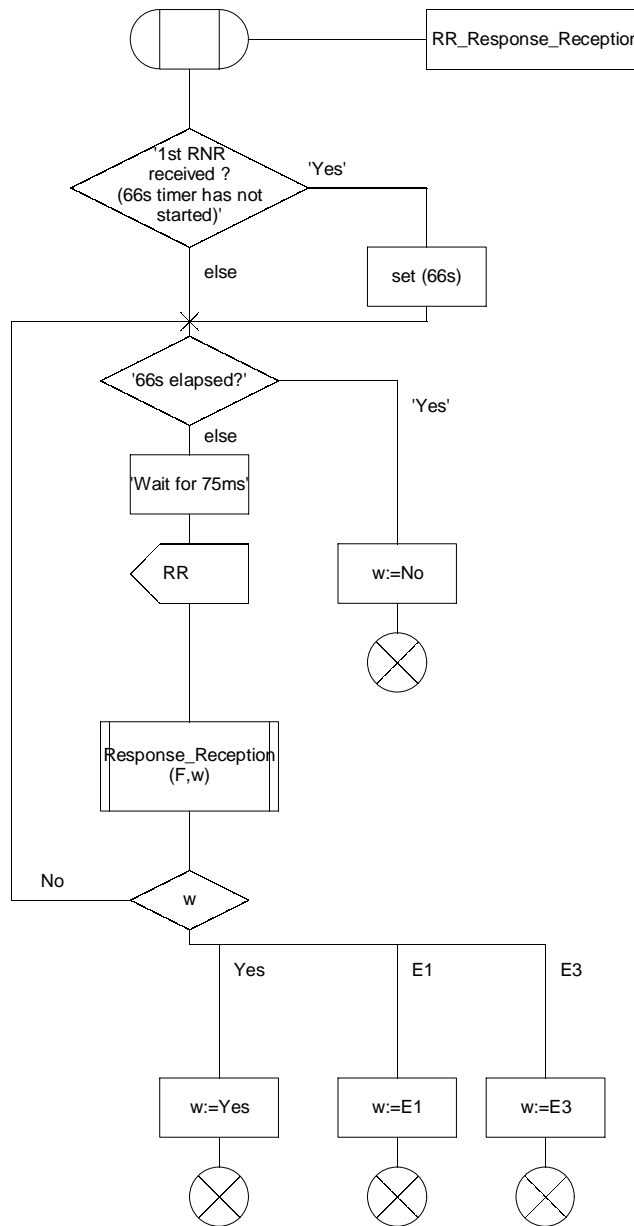 RR_Response_Reception
'1st RNR
received ?
(66s timer has not
started)'
'Yes'
set (66s)
else
'66s elapsed?'
'Yes'
else
'Wait for 75ms'
RR
w:=No
Response_Reception
(F,w)
No
w
Yes
E1
E3
w:=Yes
w:=E1
w:=E3